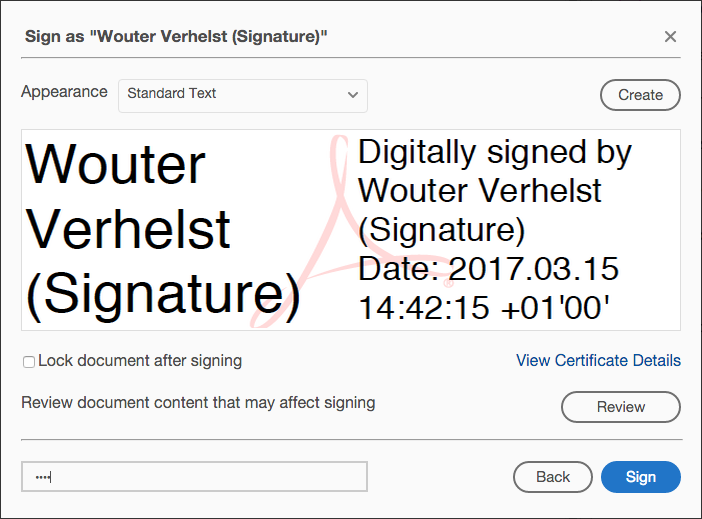 Sign as "Wouter Verhelst (Signature)"
Appearance
Standard Text
Create
Wouter
Verhelst
(Signature)
Digitally signed by
Wouter Verhelst
(Signature)
Date: 2017.03.15
14:42:15 +01'00'
®
Lock document after signing
View Certificate Details
Review document content that may affect signing
Review
••••
Back
Sign